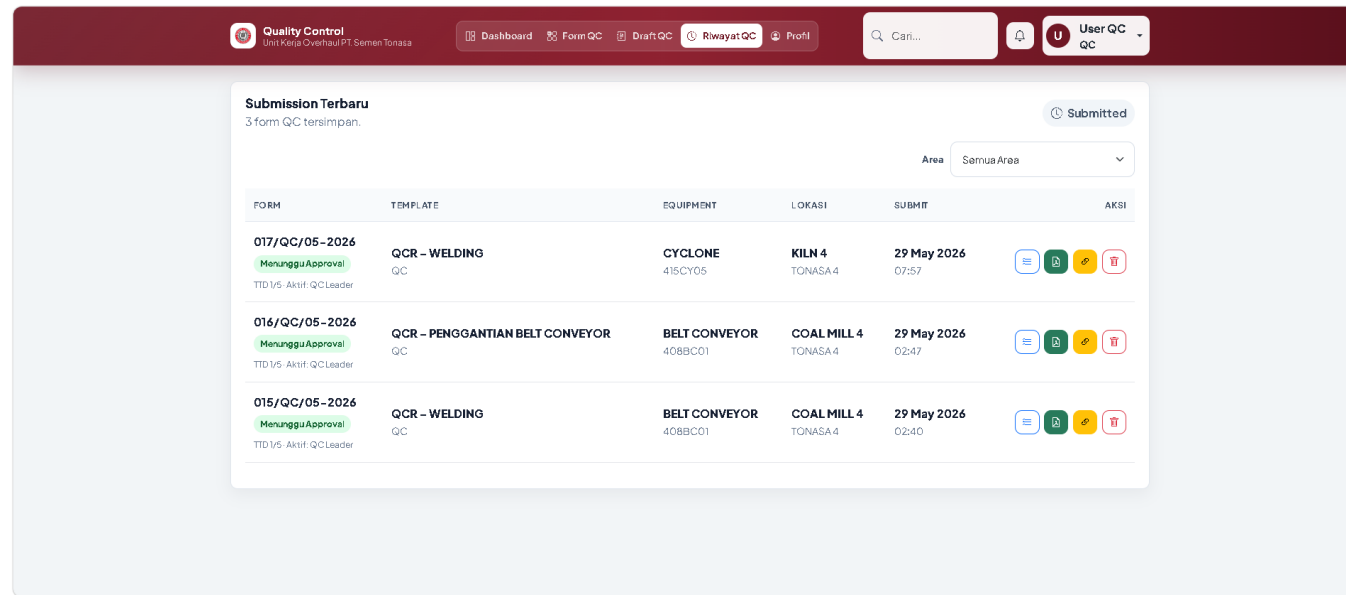 Quality Control
Unit Kerja Overhaul PT. Semen Tonasa
Dashboard
Form QC
Draft QC
Riwayat QC
Profil
Cari...
U
User QC
QC
Submission Terbaru
3 form QC tersimpan.
Submitted
Area
Semua Area
FORM TEMPLATE EQUIPMENT LOKASI SUBMIT AKSI
017/QC/05-2026
Menunggu Approval
TTD 1/5 · Aktif: QC Leader
QCR – WELDING
QC
CYCLONE
415CY05
KILN 4
TONASA 4
29 May 2026
07:57
016/QC/05-2026
Menunggu Approval
TTD 1/5 · Aktif: QC Leader
QCR – PENGGANTIAN BELT CONVEYOR
QC
BELT CONVEYOR
408BC01
COAL MILL 4
TONASA 4
29 May 2026
02:47
015/QC/05-2026
Menunggu Approval
TTD 1/5 · Aktif: QC Leader
QCR – WELDING
QC
BELT CONVEYOR
408BC01
COAL MILL 4
TONASA 4
29 May 2026
02:40